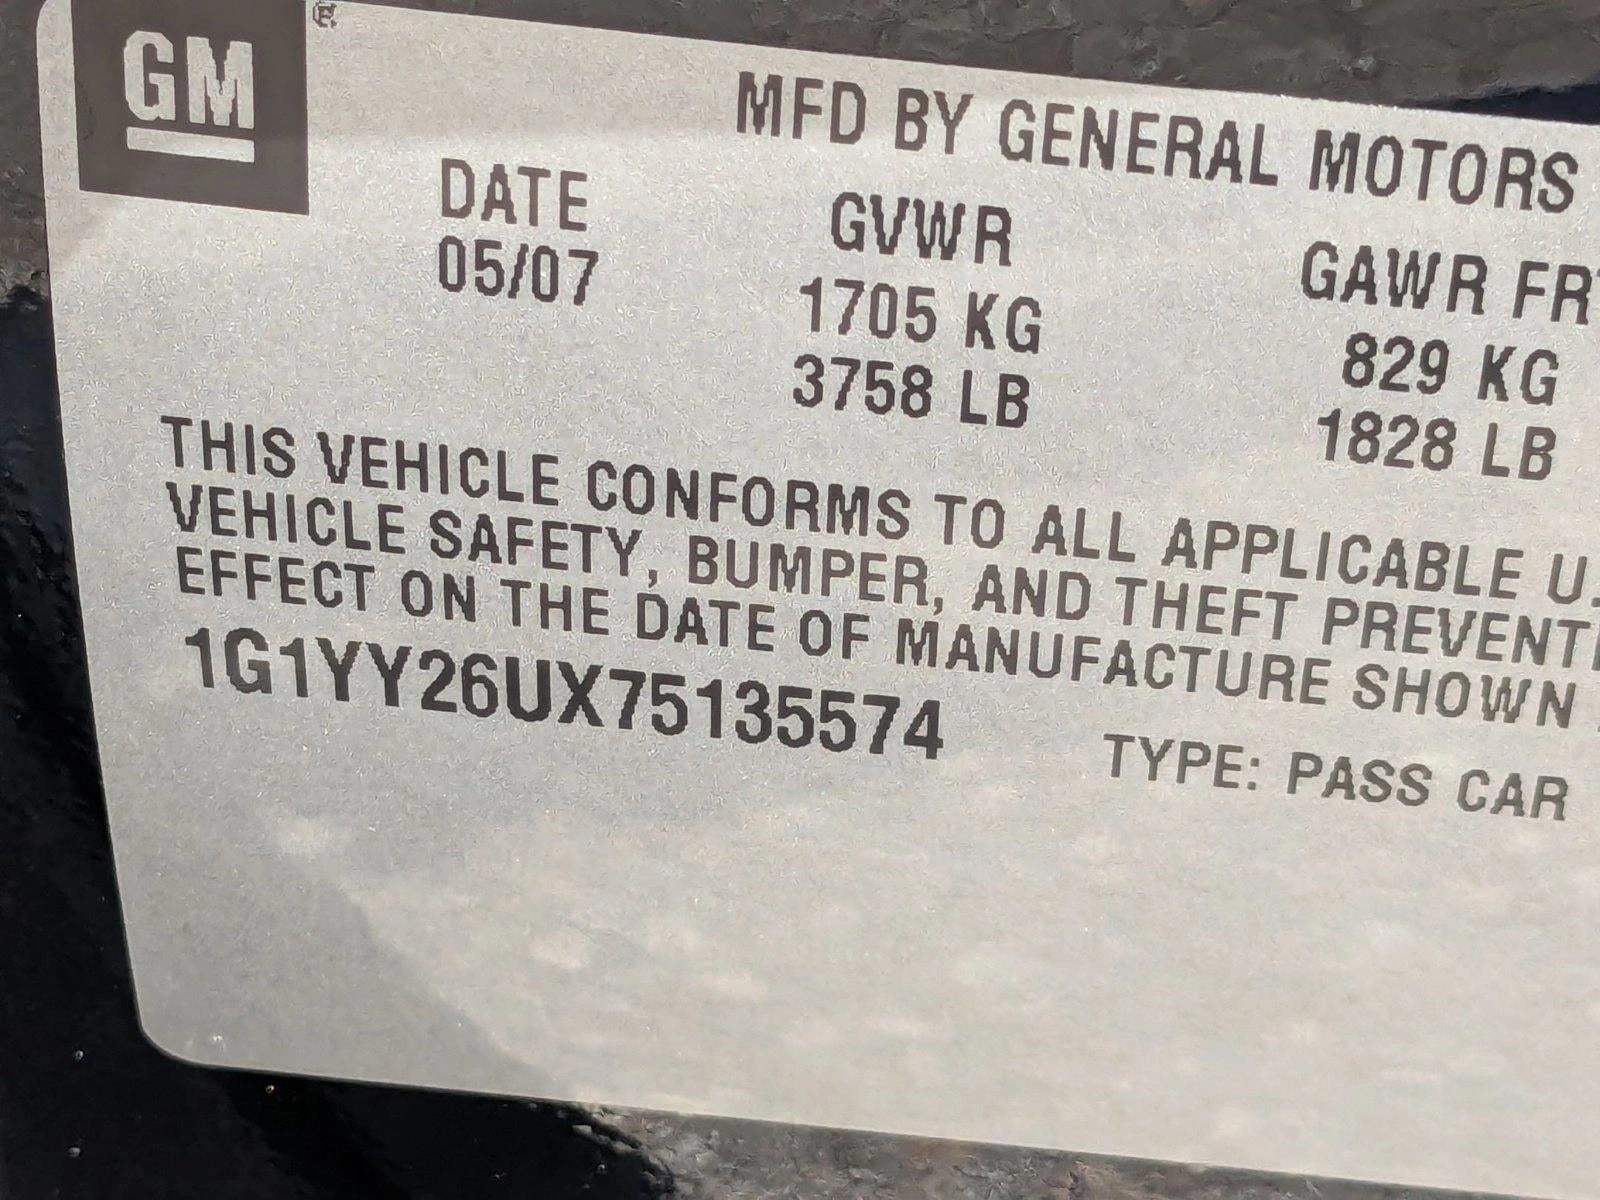 GM
MFD BY GENERAL MOTORS
DATE GVWR GAWR FR
05/07 1705 KG 829 KG
3758 LB 1828 LB
THIS VEHICLE CONFORMS TO ALL APPLICABLE U.
VEHICLE SAFETY, BUMPER, AND THEFT PREVENTI
EFFECT ON THE DATE OF MANUFACTURE SHOWN
1G1YY26UX75135574
TYPE: PASS CAR